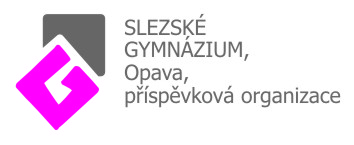 SLEZSKÉ
GYMNÁZIUM,
Opava,
příspěvková organizace